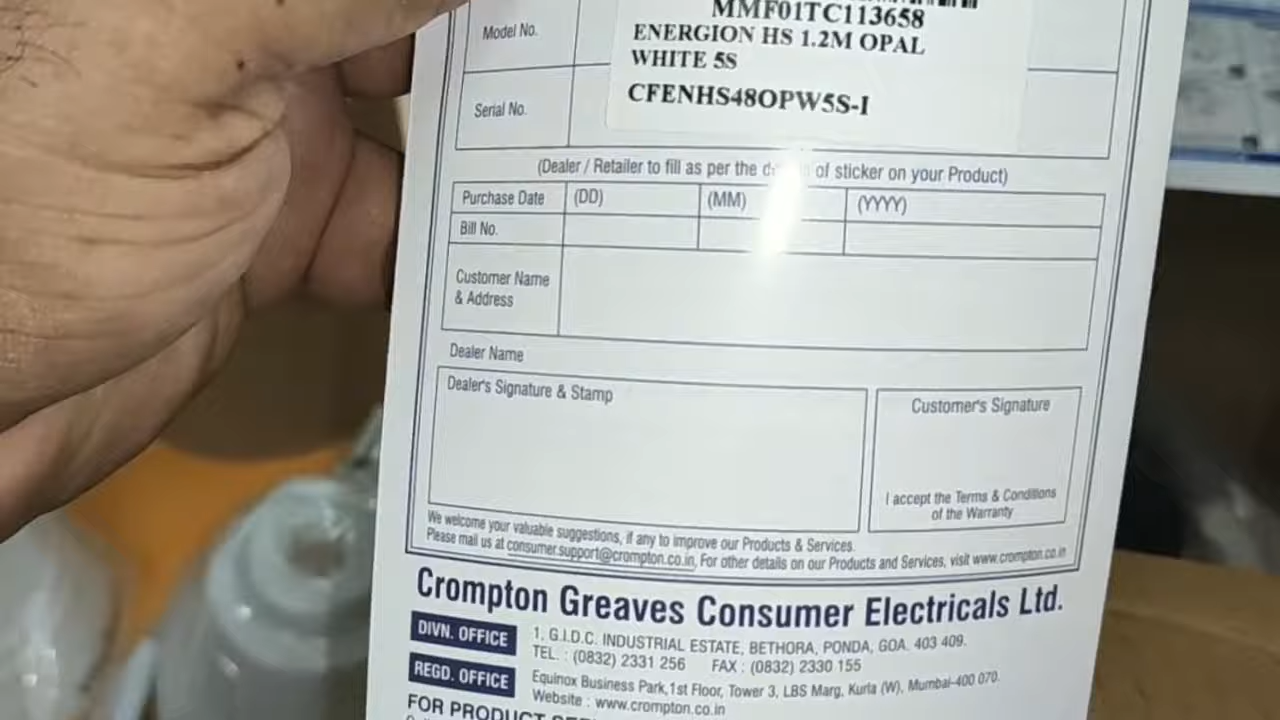 MMF01TC113658
Model No.
ENERGION HS 1.2M OPAL
WHITE 5S
Serial No.
CFENHS48OPW5S-I
(Dealer / Retailer to fill as per the of sticker on your Product)
Purchase Date (DD) (MM) (YYYY)
Bill No.
Customer Name
& Address
Dealer Name
Dealer's Signature & Stamp
Customer's Signature
I accept the Terms & Conditions
of the Warranty
We welcome your valuable suggestions, if any to improve our Products & Services.
Please mail us at consumer.support@crompton.co.in, For other details on our Products and Services, visit www.crompton.co.in
Crompton Greaves Consumer Electricals Ltd.
DIVN. OFFICE
1, G.I.D.C. INDUSTRIAL ESTATE, BETHORA, PONDA, GOA. 403 409.
TEL. : (0832) 2331 256 FAX : (0832) 2330 155
REGD. OFFICE
Equinox Business Park,1st Floor, Tower 3, LBS Marg, Kurla (W), Mumbai-400 070.
Website : www.crompton.co.in
FOR PRODUCT